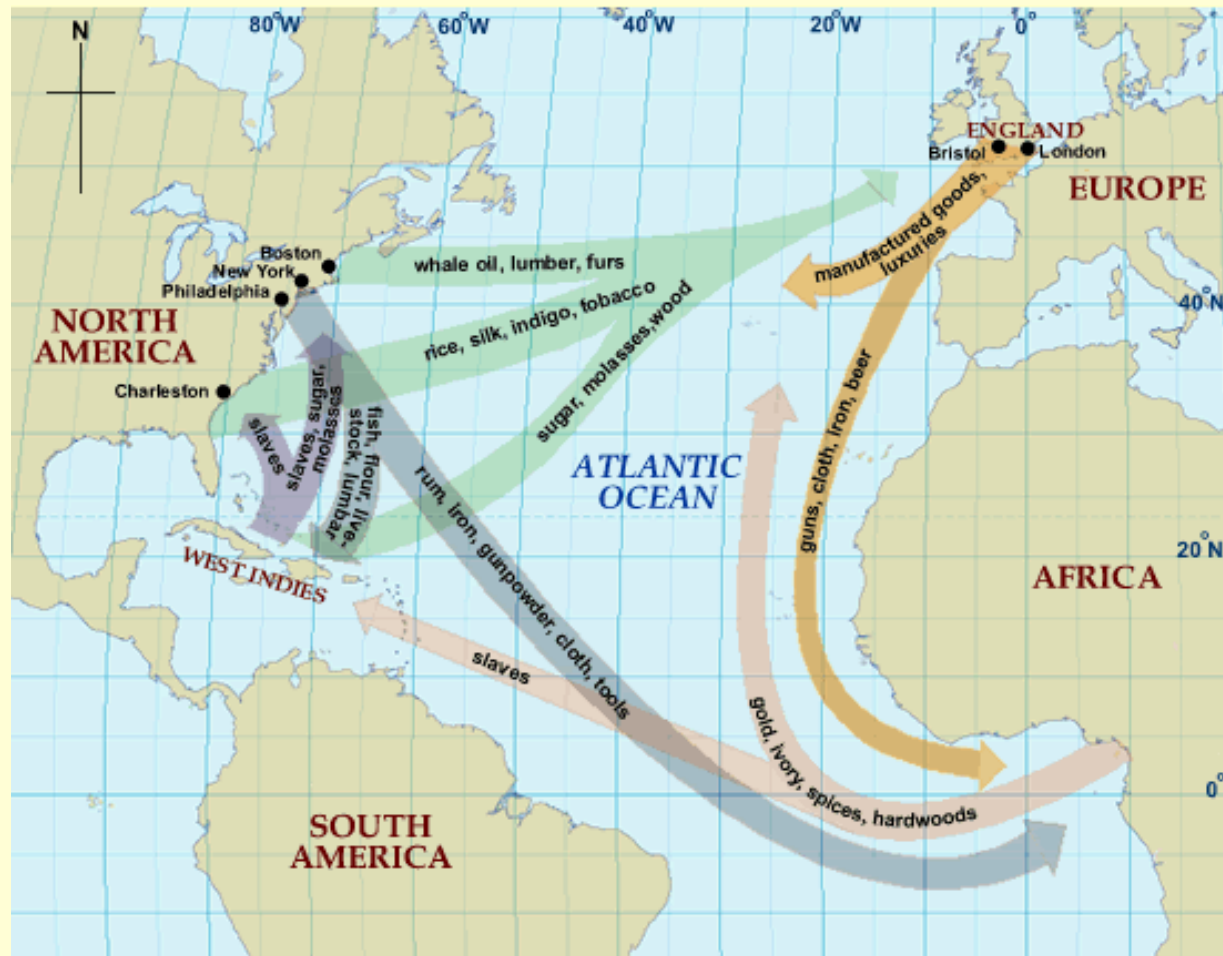 80°W
60°W
40°W
20°W
0°
N
ENGLAND
Bristol
London
EUROPE
manufactured goods,
luxuries
Boston
New York
Philadelphia
whale oil, lumber, furs
40°N
NORTH
AMERICA
rice, silk, indigo, tobacco
sugar, molasses,wood
guns, cloth, iron, beer
Charleston
slaves
slaves, sugar,
molasses
fish, flour, live-
stock, lumbar
ATLANTIC
OCEAN
rum, iron, gunpowder, cloth, tools
20°N
WEST INDIES
AFRICA
slaves
gold, ivory, spices, hardwoods
0°
SOUTH
AMERICA